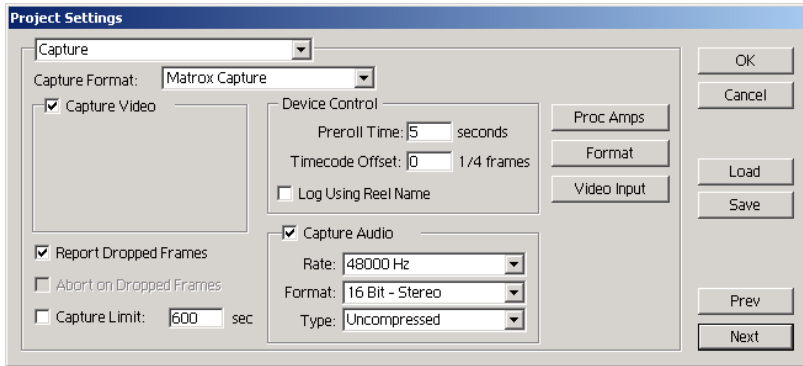 Project Settings
Capture
Capture Format: Matrox Capture
Capture Video
Device Control
Preroll Time: 5 seconds
Timecode Offset: 0 1/4 frames
Log Using Reel Name
Report Dropped Frames
Abort on Dropped Frames
Capture Limit: 600 sec
Capture Audio
Rate: 48000 Hz
Format: 16 Bit - Stereo
Type: Uncompressed
Proc Amps
Format
Video Input
OK
Cancel
Load
Save
Prev
Next